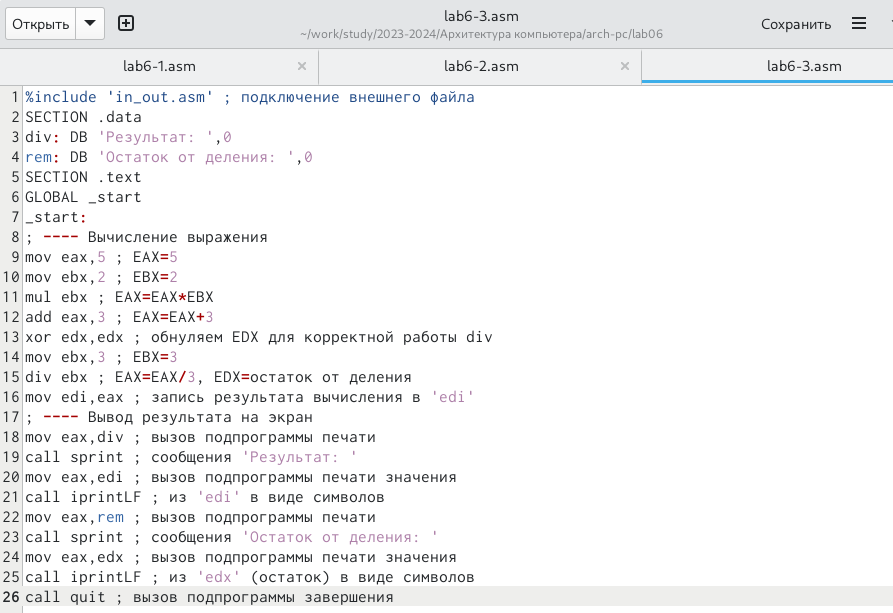 Открыть
lab6-3.asm
~/work/study/2023-2024/Архитектура компьютера/arch-pc/lab06
Сохранить
lab6-1.asm × lab6-2.asm × lab6-3.asm
1 %include 'in_out.asm' ; подключение внешнего файла
2 SECTION .data
3 div: DB 'Результат: ',0
4 rem: DB 'Остаток от деления: ',0
5 SECTION .text
6 GLOBAL _start
7 _start:
8 ; ---- Вычисление выражения
9 mov eax,5 ; EAX=5
10 mov ebx,2 ; EBX=2
11 mul ebx ; EAX=EAX*EBX
12 add eax,3 ; EAX=EAX+3
13 xor edx,edx ; обнуляем EDX для корректной работы div
14 mov ebx,3 ; EBX=3
15 div ebx ; EAX=EAX/3, EDX=остаток от деления
16 mov edi,eax ; запись результата вычисления в 'edi'
17 ; ---- Вывод результата на экран
18 mov eax,div ; вызов подпрограммы печати
19 call sprint ; сообщения 'Результат: '
20 mov eax,edi ; вызов подпрограммы печати значения
21 call iprintLF ; из 'edi' в виде символов
22 mov eax,rem ; вызов подпрограммы печати
23 call sprint ; сообщения 'Остаток от деления: '
24 mov eax,edx ; вызов подпрограммы печати значения
25 call iprintLF ; из 'edx' (остаток) в виде символов
26 call quit ; вызов подпрограммы завершения